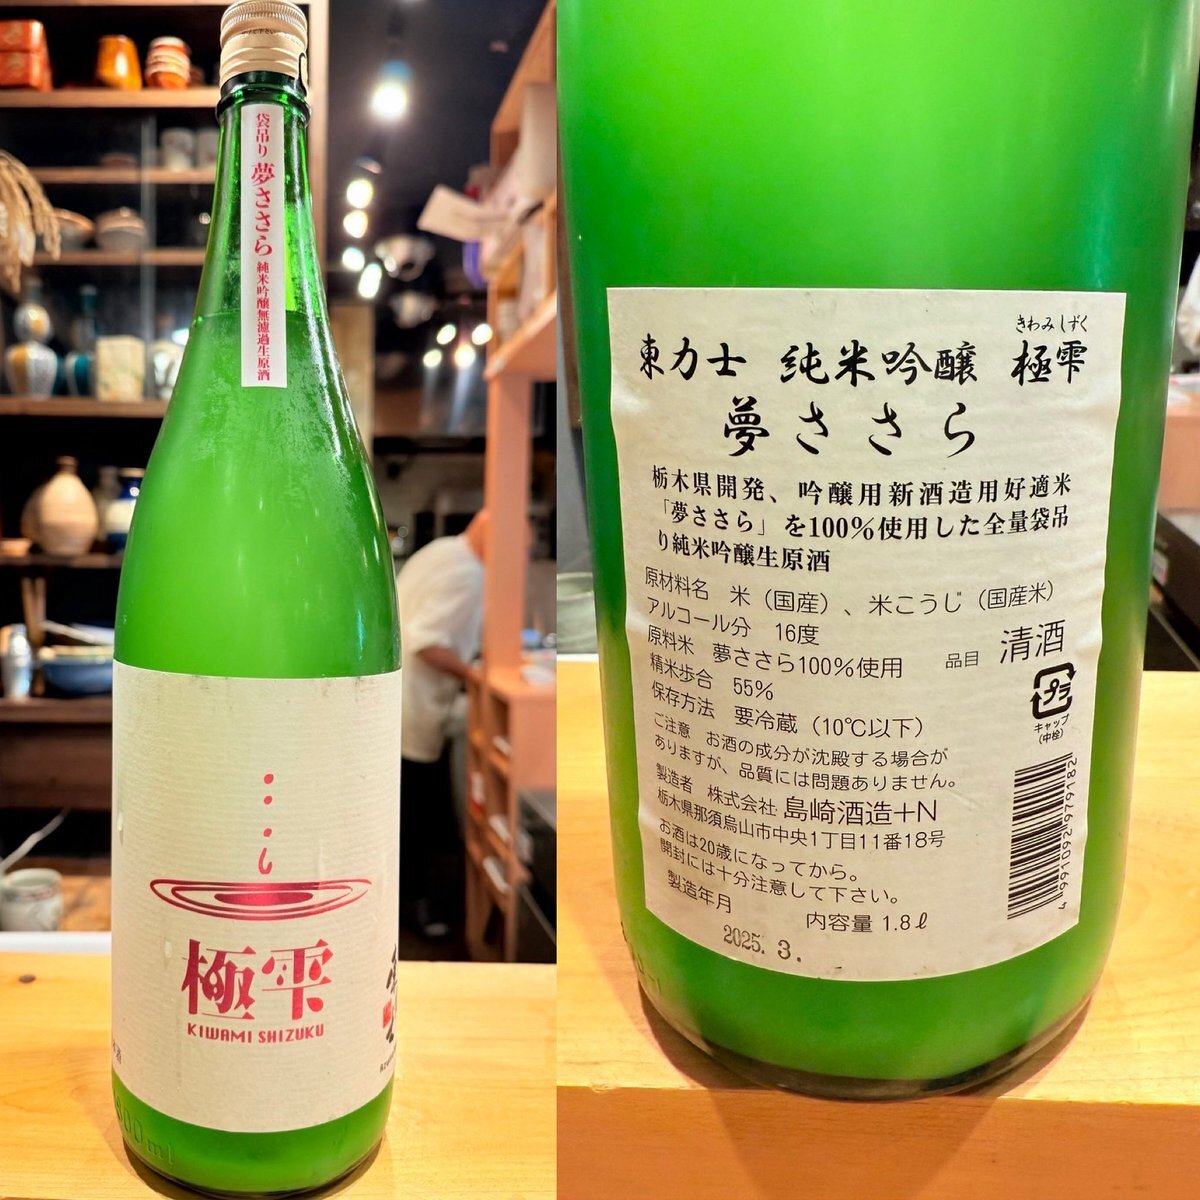 袋吊り 夢ささら 純米吟醸無濾過生原酒
極雫
KIWAMI SHIZUKU
きわみしずく
東力士 純米吟醸 極雫
夢ささら
栃木県開発、吟醸用新酒造用好適米
「夢ささら」を100%使用した全量袋吊
り純米吟醸生原酒
原材料名 米(国産)、米こうじ(国産米)
アルコール分 16度
原料米 夢ささら100%使用
品目 清酒
精米歩合 55%
保存方法 要冷蔵(10℃以下)
プラ
キャップ
(中栓)
ご注意 お酒の成分が沈殿する場合が
ありますが、品質には問題ありません。
製造者 株式会社 島崎酒造+N
栃木県那須烏山市中央1丁目11番18号
お酒は20歳になってから。
開封には十分注意して下さい。
製造年月
2025. 3.
内容量 1.8ℓ
4 991092 979182